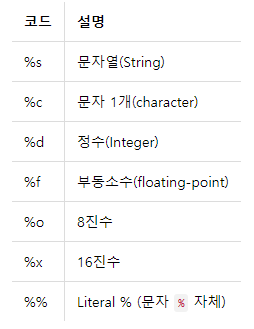 코드 설명
%s 문자열(String)
%c 문자 1개(character)
%d 정수(Integer)
%f 부동소수(floating-point)
%o 8진수
%x 16진수
%% Literal % (문자 % 자체)